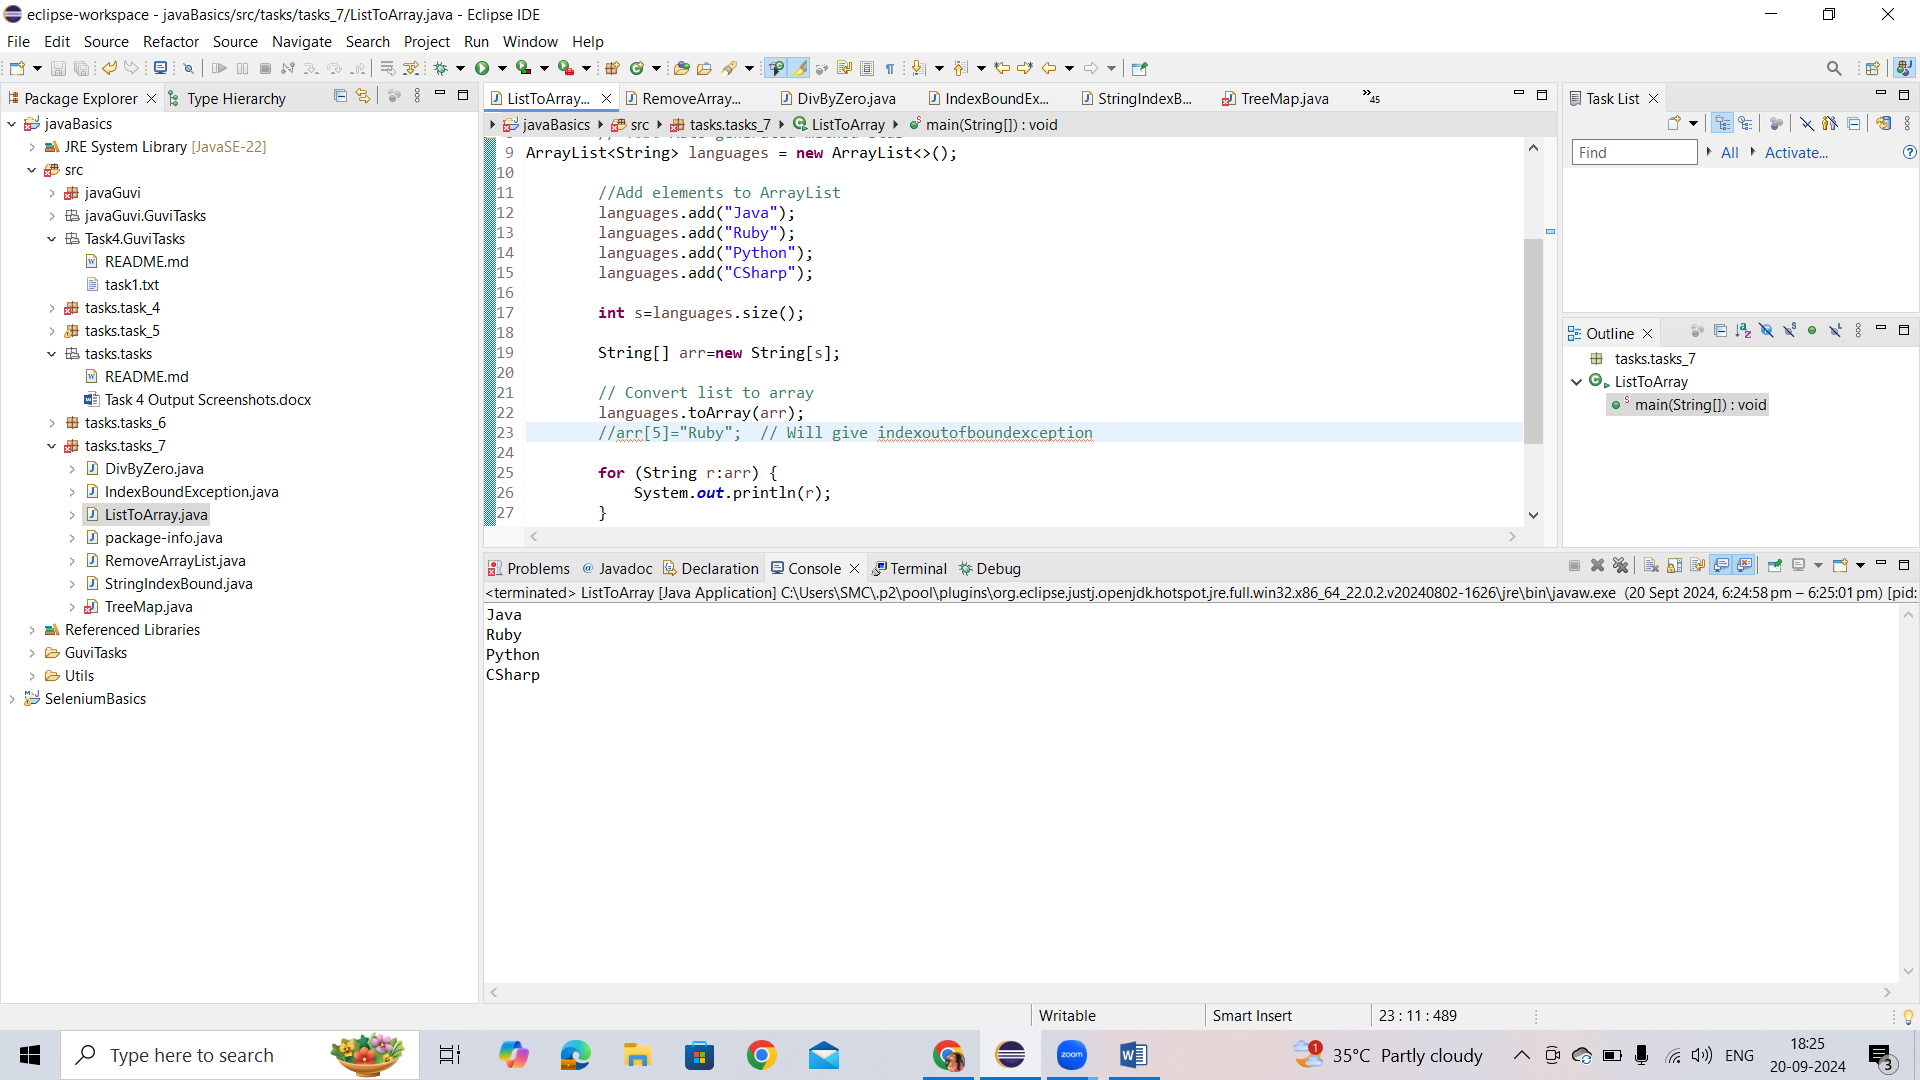 eclipse-workspace - javaBasics/src/tasks/tasks_7/ListToArray.java - Eclipse IDE
File Edit Source Refactor Source Navigate Search Project Run Window Help
Package Explorer Type Hierarchy
javaBasics
JRE System Library [JavaSE-22]
src
javaGuvi
javaGuvi.GuviTasks
Task4.GuviTasks
README.md
task1.txt
tasks.task_4
tasks.task_5
tasks.tasks
README.md
Task 4 Output Screenshots.docx
tasks.tasks_6
tasks.tasks_7
DivByZero.java
IndexBoundException.java
ListToArray.java
package-info.java
RemoveArrayList.java
StringIndexBound.java
TreeMap.java
Referenced Libraries
GuviTasks
Utils
SeleniumBasics
ListToArray... RemoveArray... DivByZero.java IndexBoundEx... StringIndexB... TreeMap.java »45
javaBasics src tasks.tasks_7 ListToArray main(String[]) : void
9 ArrayList<String> languages = new ArrayList<>();
10
11 //Add elements to ArrayList
12 languages.add("Java");
13 languages.add("Ruby");
14 languages.add("Python");
15 languages.add("CSharp");
16
17 int s=languages.size();
18
19 String[] arr=new String[s];
20
21 // Convert list to array
22 languages.toArray(arr);
23 //arr[5]="Ruby"; // Will give indexoutofboundexception
24
25 for (String r:arr) {
26 System.out.println(r);
27 }
Task List
Find All Activate...
Outline
tasks.tasks_7
ListToArray
main(String[]) : void
Problems Javadoc Declaration Console Terminal Debug
<terminated> ListToArray [Java Application] C:\Users\SMC\.p2\pool\plugins\org.eclipse.justj.openjdk.hotspot.jre.full.win32.x86_64_22.0.2.v20240802-1626\jre\bin\javaw.exe (20 Sept 2024, 6:24:58 pm – 6:25:01 pm) [pid:
Java
Ruby
Python
CSharp
Writable Smart Insert 23 : 11 : 489
Type here to search
zoom
1
35°C Partly cloudy
ENG
18:25
20-09-2024
3